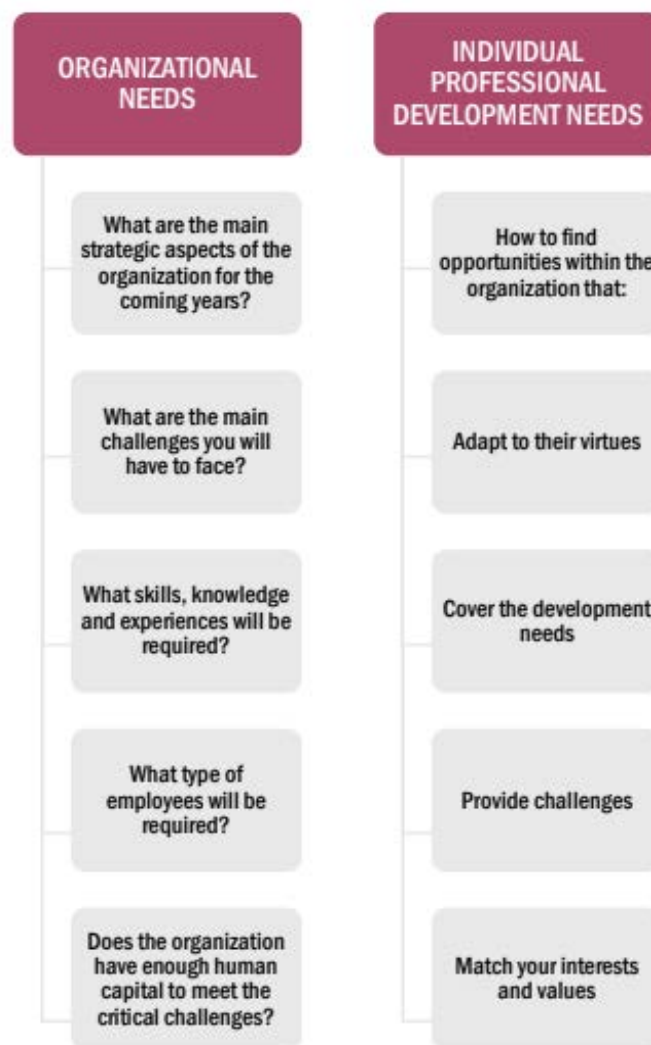 ORGANIZATIONAL
NEEDS
What are the main
strategic aspects of the
organization for the
coming years?
What are the main
challenges you will
have to face?
What skills, knowledge
and experiences will be
required?
What type of
employees will be
required?
Does the organization
have enough human
capital to meet the
critical challenges?
INDIVIDUAL
PROFESSIONAL
DEVELOPMENT NEEDS
How to find
opportunities within the
organization that:
Adapt to their virtues
Cover the development
needs
Provide challenges
Match your interests
and values